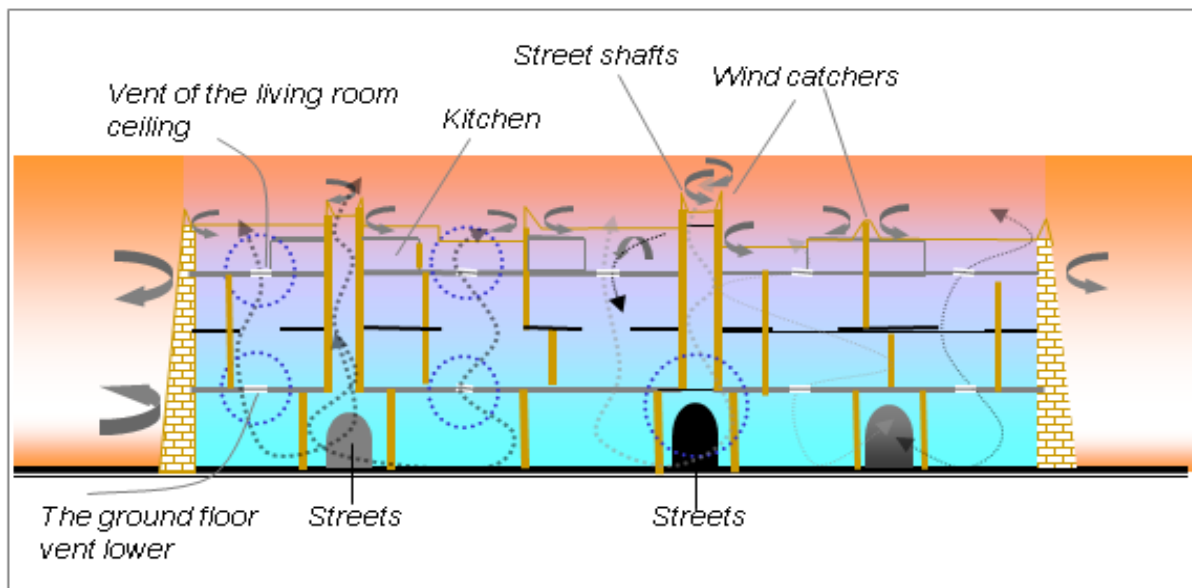 Street shafts
Wind catchers
Vent of the living room
ceiling
Kitchen
The ground floor
vent lower
Streets
Streets